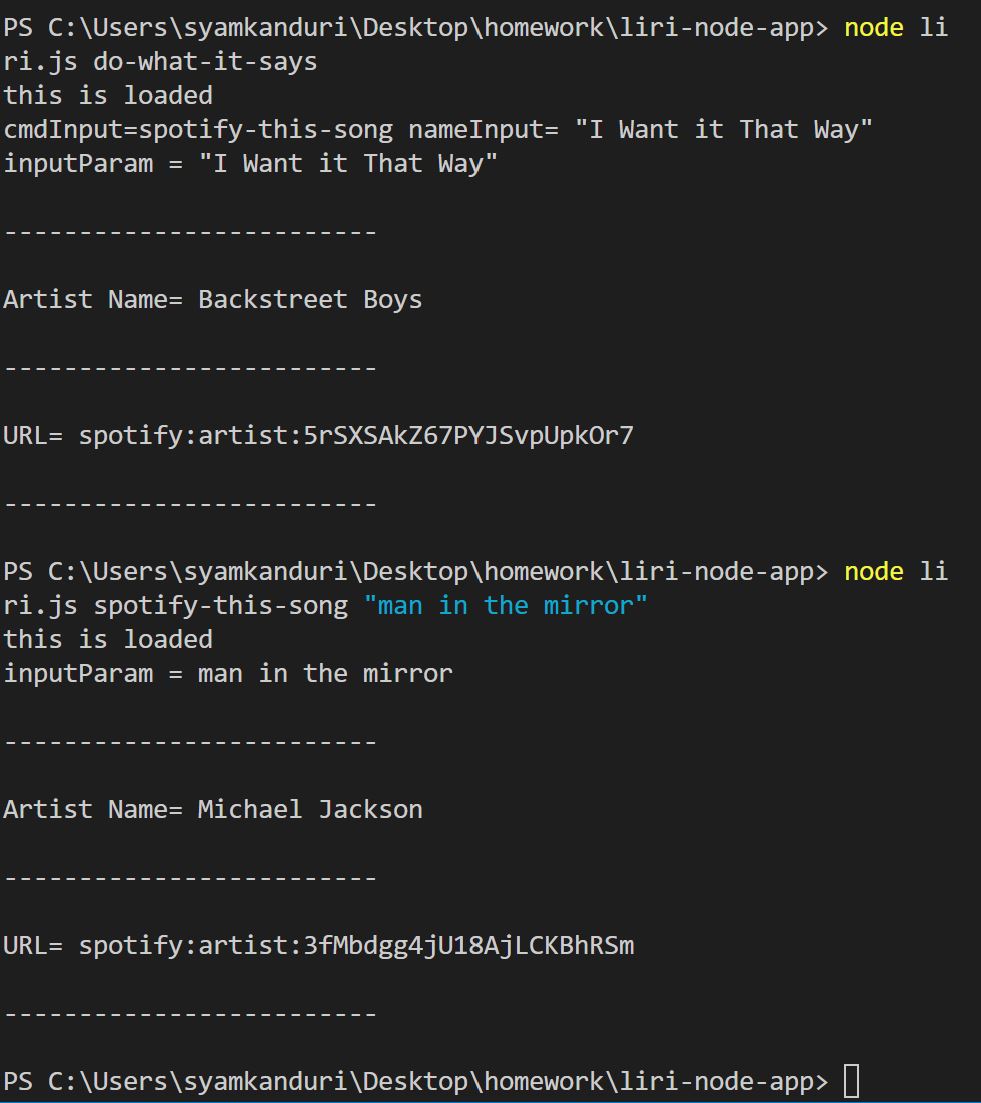 PS C:\Users\syamkanduri\Desktop\homework\liri-node-app> node li
ri.js do-what-it-says
this is loaded
cmdInput=spotify-this-song nameInput= "I Want it That Way"
inputParam = "I Want it That Way"
-------------------------
Artist Name= Backstreet Boys
-------------------------
URL= spotify:artist:5rSXSAkZ67PYJSvpUpkOr7
-------------------------
PS C:\Users\syamkanduri\Desktop\homework\liri-node-app> node li
ri.js spotify-this-song "man in the mirror"
this is loaded
inputParam = man in the mirror
-------------------------
Artist Name= Michael Jackson
-------------------------
URL= spotify:artist:3fMbdgg4jU18AjLCKBhRSm
-------------------------
PS C:\Users\syamkanduri\Desktop\homework\liri-node-app>